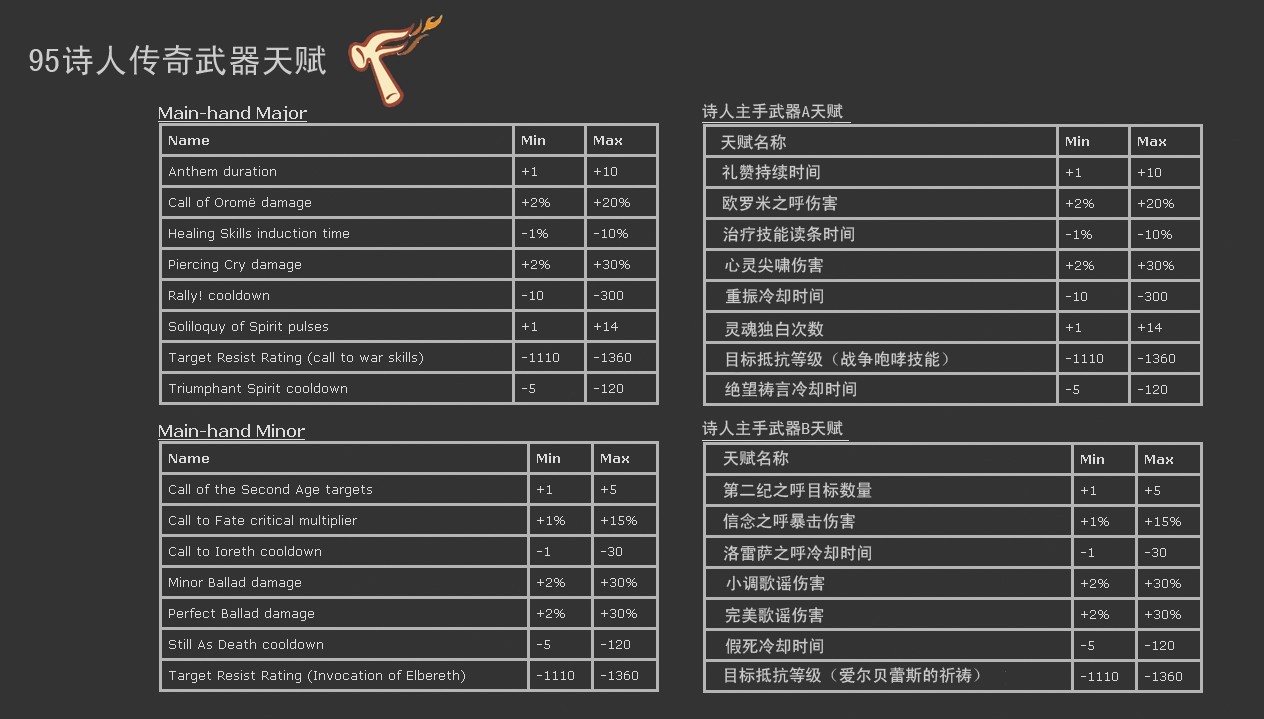 95诗人传奇武器天赋
Main-hand Major
Name Min Max
Anthem duration +1 +10
Call of Oromë damage +2% +20%
Healing Skills induction time -1% -10%
Piercing Cry damage +2% +30%
Rally! cooldown -10 -300
Soliloquy of Spirit pulses +1 +14
Target Resist Rating (call to war skills) -1110 -1360
Triumphant Spirit cooldown -5 -120
诗人主手武器A天赋
天赋名称 Min Max
礼赞持续时间 +1 +10
欧罗米之呼伤害 +2% +20%
治疗技能读条时间 -1% -10%
心灵尖啸伤害 +2% +30%
重振冷却时间 -10 -300
灵魂独白次数 +1 +14
目标抵抗等级（战争咆哮技能） -1110 -1360
绝望祷言冷却时间 -5 -120
Main-hand Minor
Name Min Max
Call of the Second Age targets +1 +5
Call to Fate critical multiplier +1% +15%
Call to Ioreth cooldown -1 -30
Minor Ballad damage +2% +30%
Perfect Ballad damage +2% +30%
Still As Death cooldown -5 -120
Target Resist Rating (Invocation of Elbereth) -1110 -1360
诗人主手武器B天赋
天赋名称 Min Max
第二纪之呼目标数量 +1 +5
信念之呼暴击伤害 +1% +15%
洛雷萨之呼冷却时间 -1 -30
小调歌谣伤害 +2% +30%
完美歌谣伤害 +2% +30%
假死冷却时间 -5 -120
目标抵抗等级（爱尔贝蕾斯的祈祷） -1110 -1360